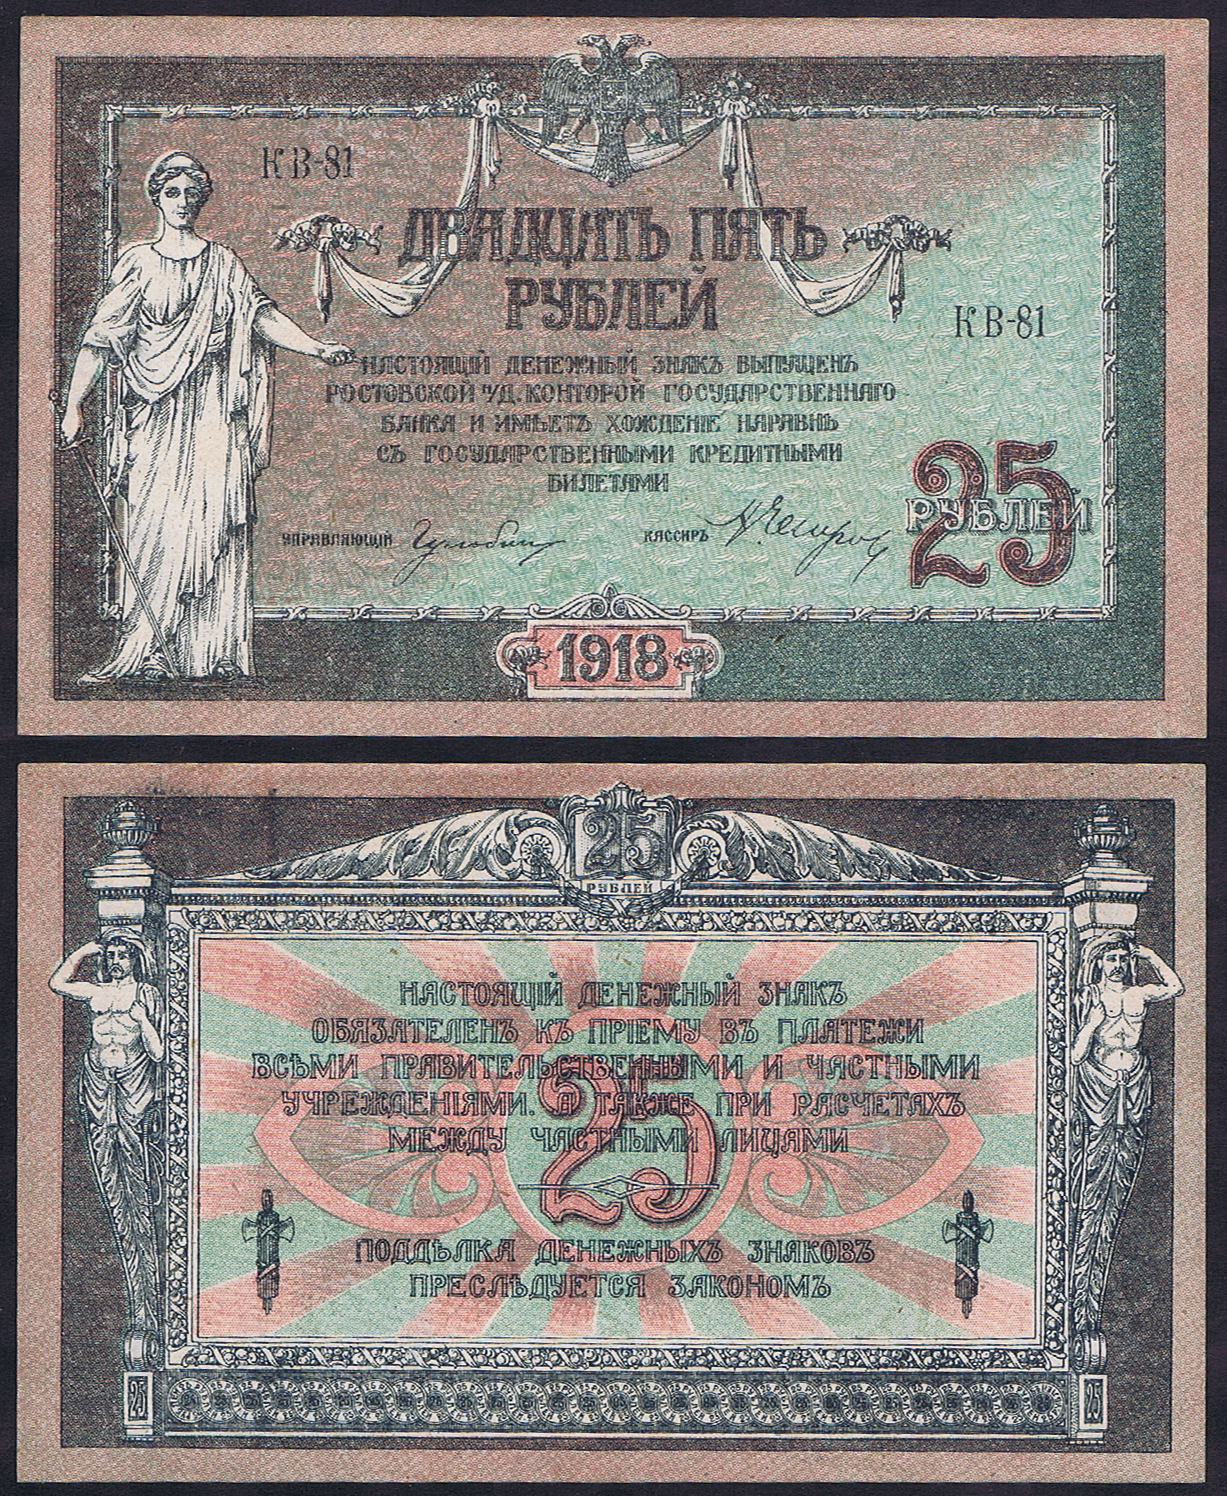 КВ-81
ДВАДЦАТЬ ПЯТЬ
РУБЛЕЙ
КВ-81
НАСТОЯЩІЙ ДЕНЕЖНЫЙ ЗНАКЪ ВЫПУЩЕНЪ
РОСТОВСКОЙ н/Д. КОНТОРОЙ ГОСУДАРСТВЕННАГО
БАНКА И ИМѢЕТЪ ХОЖДЕНІЕ НАРАВНѢ
СЪ ГОСУДАРСТВЕННЫМИ КРЕДИТНЫМИ
БИЛЕТАМИ
25
РУБЛЕЙ
УПРАВЛЯЮЩІЙ
КАССИРЪ
1918
25
РУБЛЕЙ
НАСТОЯЩІЙ ДЕНЕЖНЫЙ ЗНАКЪ
ОБЯЗАТЕЛЕНЪ КЪ ПРІЕМУ ВЪ ПЛАТЕЖИ
ВСѢМИ ПРАВИТЕЛЬСТВЕННЫМИ И ЧАСТНЫМИ
УЧРЕЖДЕНІЯМИ. А ТАКЖЕ ПРИ РАСЧЕТАХЪ
МЕЖДУ ЧАСТНЫМИ ЛИЦАМИ
25
ПОДДѢЛКА ДЕНЕЖНЫХЪ ЗНАКОВЪ
ПРЕСЛѢДУЕТСЯ ЗАКОНОМЪ
25
25